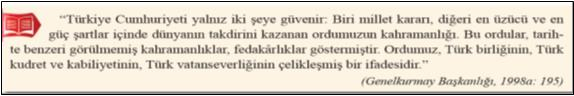 “Türkiye Cumhuriyeti yalnız iki şeye güvenir: Biri millet kararı, diğeri en üzücü ve en
güç şartlar içinde dünyanın takdirini kazanan ordumuzun kahramanlığı. Bu ordular, tarih-
te benzeri görülmemiş kahramanlıklar, fedakârlıklar göstermiştir. Ordumuz, Türk birliğinin, Türk
kudret ve kabiliyetinin, Türk vatanseverliğinin çelikleşmiş bir ifadesidir.”
(Genelkurmay Başkanlığı, 1998a: 195)